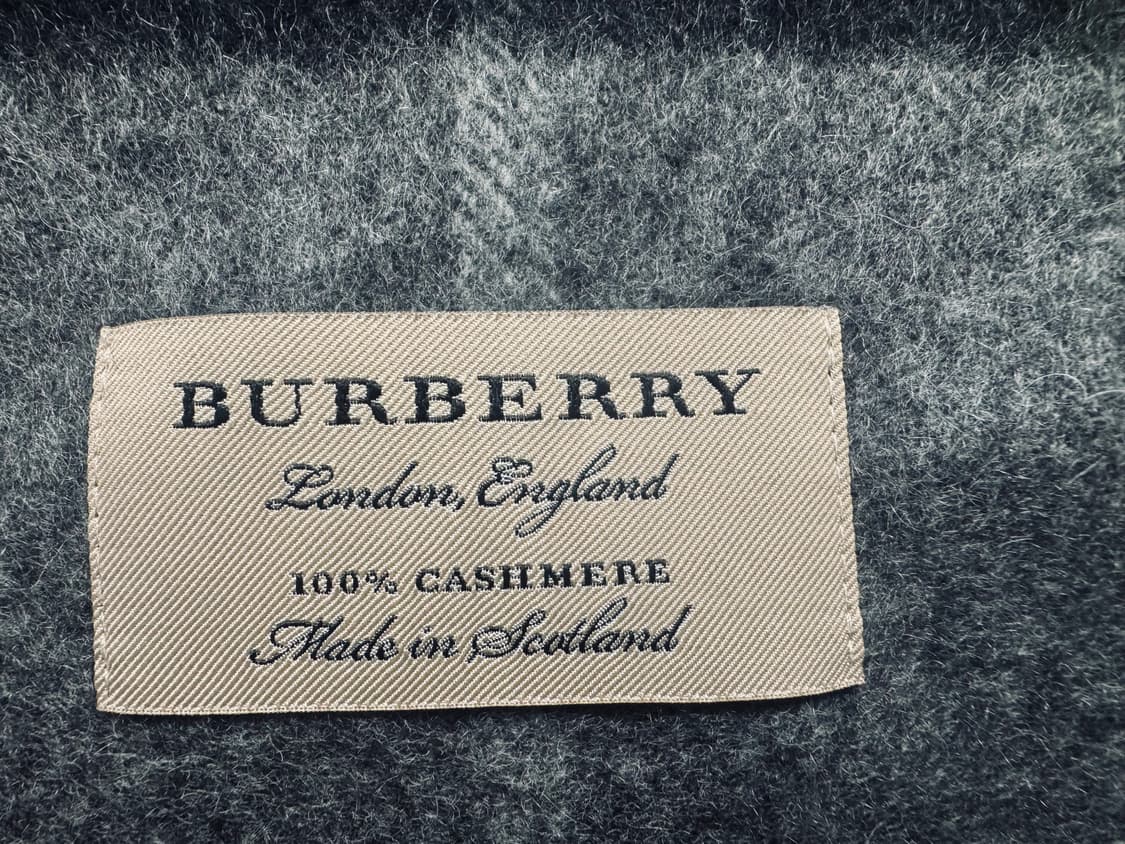 BURBERRY
London, England
100% CASHMERE
Made in Scotland